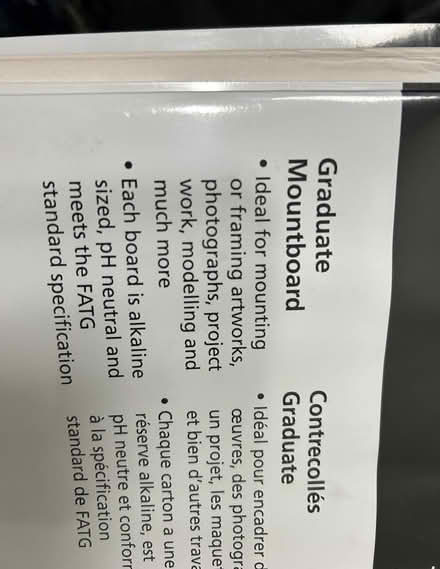 Graduate
Mountboard
• Ideal for mounting
or framing artworks,
photographs, project
work, modelling and
much more
• Each board is alkaline
sized, pH neutral and
meets the FATG
standard specification
Contrecollés
Graduate
• Idéal pour encadrer
œuvres, des
un projet, les
et bien d'autres
• Chaque carton a une
réserve alkaline, est
pH neutre et
à la spécification
standard de FATG